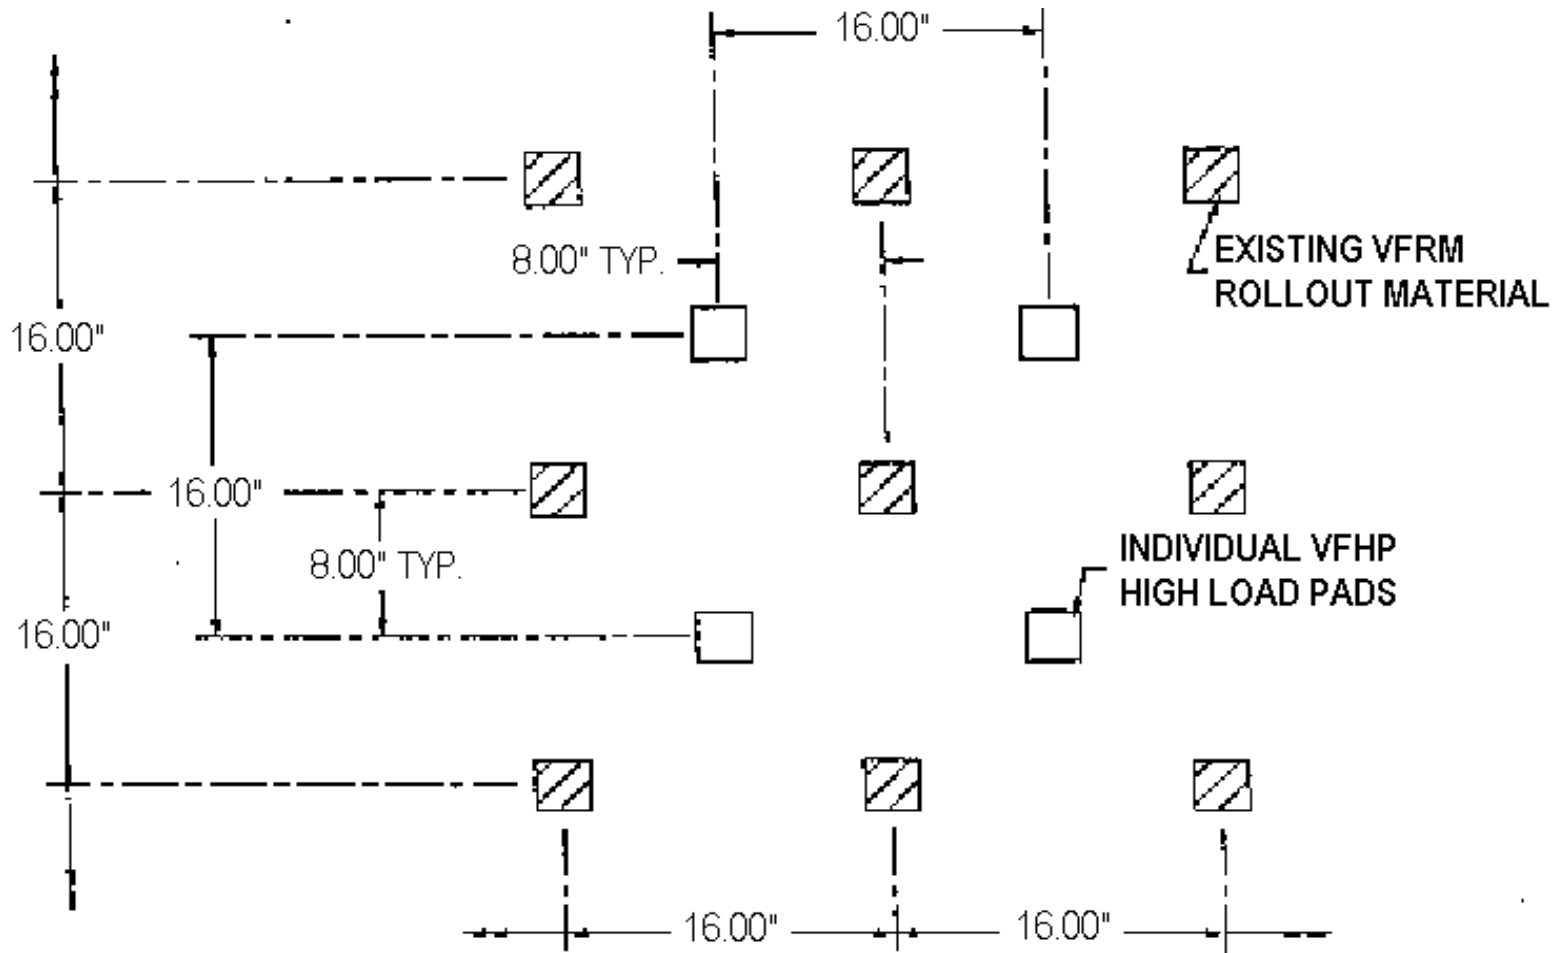 16.00"
8.00" TYP.
EXISTING VFRM
ROLLOUT MATERIAL
16.00"
16.00"
8.00" TYP.
INDIVIDUAL VFHP
HIGH LOAD PADS
16.00"
16.00"
16.00"